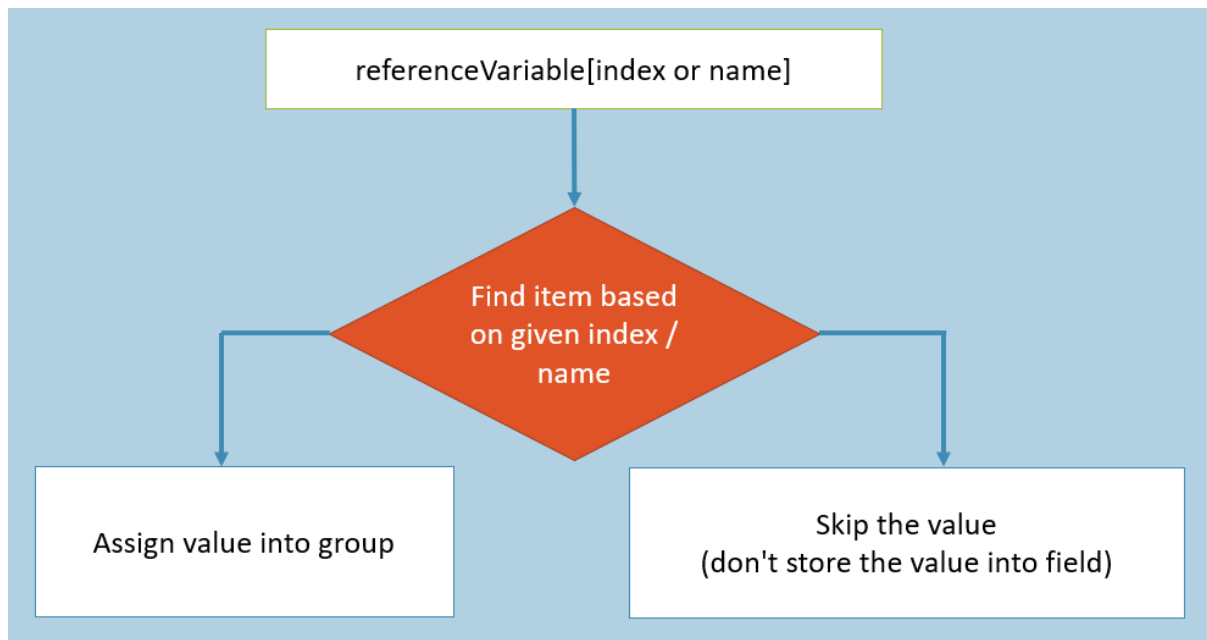 referenceVariable[index or name]
Find item based
on given index /
name
Assign value into group
Skip the value
(don't store the value into field)